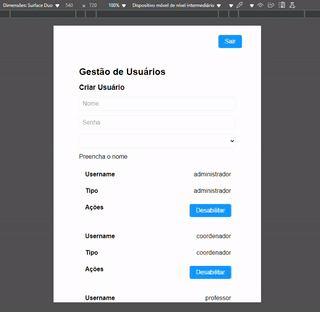 Dimensões: Surface Duo 540 x 720 100% Dispositivo móvel de nível intermediário
Sair
Gestão de Usuários
Criar Usuário
Nome
Senha
Preencha o nome
Username administrador
Tipo administrador
Ações Desabilitar
Username coordenador
Tipo coordenador
Ações Desabilitar
Username professor